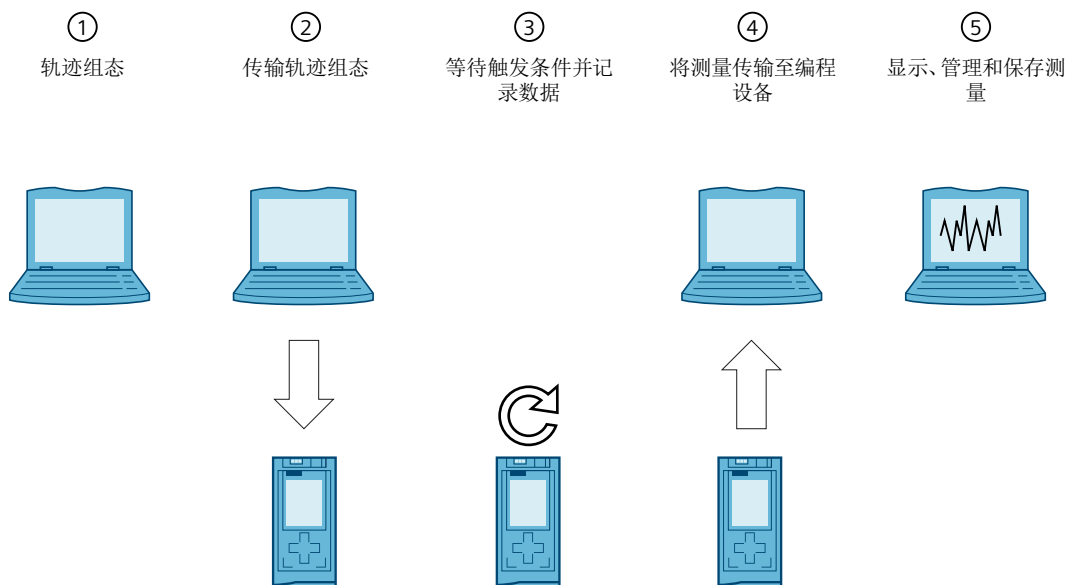 ①
轨迹组态
②
传输轨迹组态
③
等待触发条件并记
录数据
④
将测量传输至编程
设备
⑤
显示、管理和保存测
量